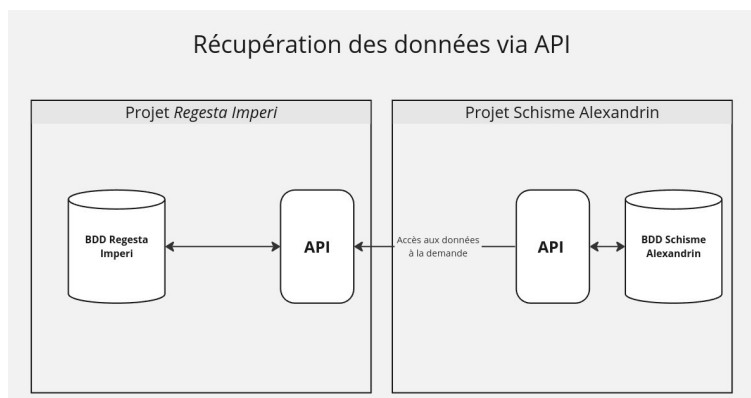 Récupération des données via API
Projet Regesta Imperi
Projet Schisme Alexandrin
BDD Regesta
Imperi
API
Accès aux données
à la demande
API
BDD Schisme
Alexandrin